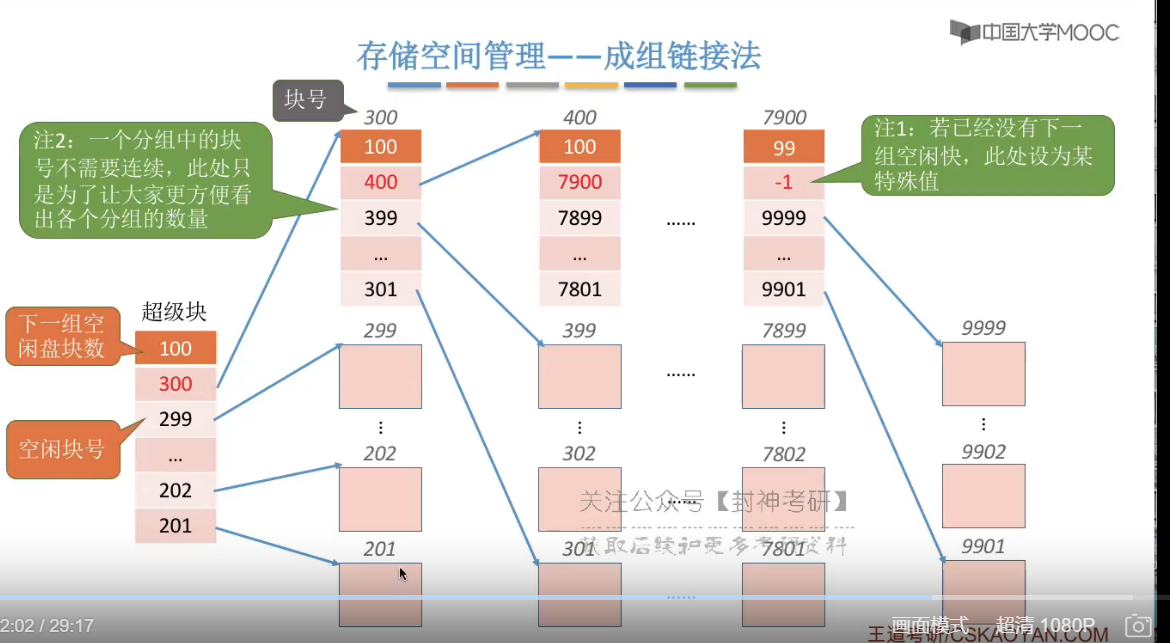 中国大学MOOC
存储空间管理——成组链接法
块号
300
400
7900
注2：一个分组中的块
号不需要连续，此处只
是为了让大家更方便看
出各个分组的数量
100
400
399
...
301
100
7900
7899
...
7801
......
99
-1
9999
...
9901
注1：若已经没有下一
组空闲快，此处设为某
特殊值
超级块
下一组空
闲盘块数
空闲块号
100
300
299
...
202
201
299
399
7899
9999
......
202
302
7802
9902
......
201
301
7801
9901
......
关注公众号【封神考研】
获取后续和更多考研资料
2:02 / 29:17
画面模式
超清 1080P
王道考研/CSKAOYAN.COM